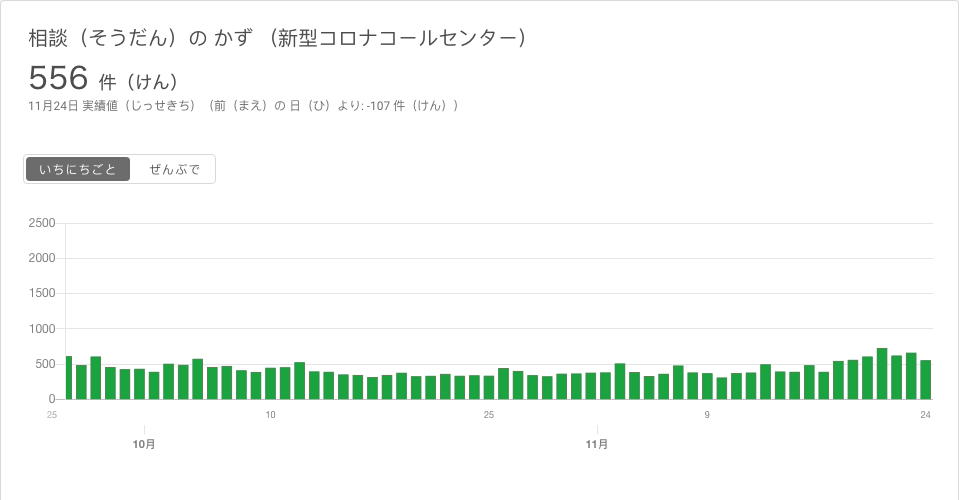 相談（そうだん）の かず （新型コロナコールセンター）
556 件（けん）
11月24日 実績値（じっせきち）（前（まえ）の 日（ひ）より: -107 件（けん））
いちにちごと ぜんぶで
2500
2000
1500
1000
500
0
25 10 25 9 24
10月 11月